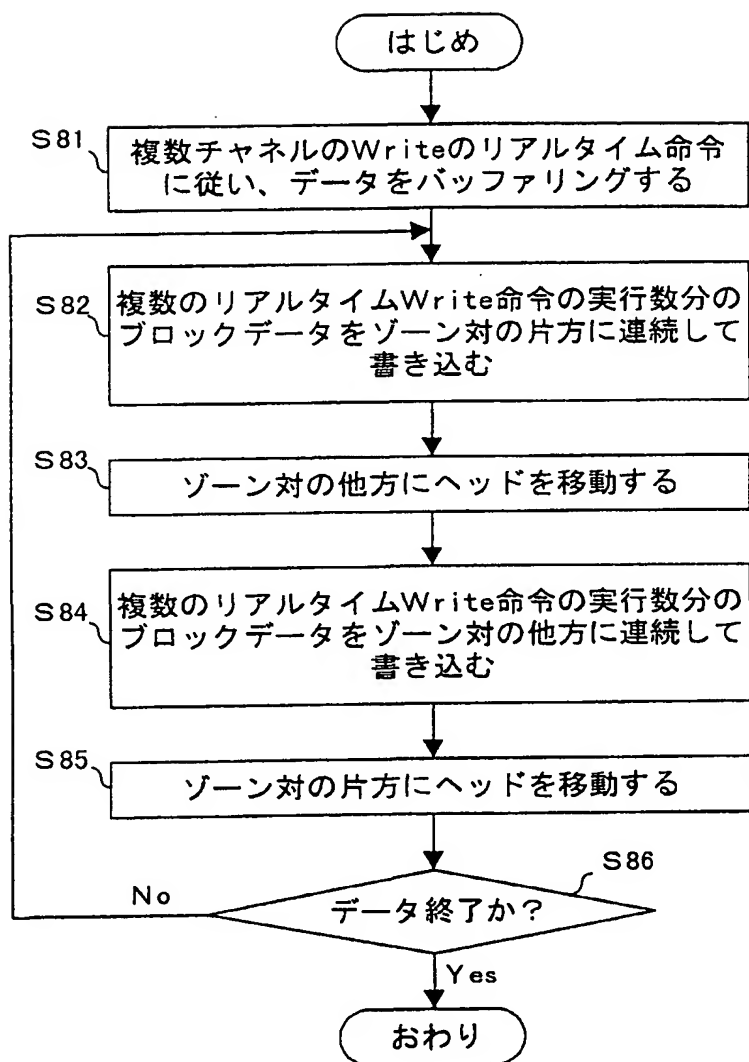 はじめ
S81
複数チャネルのWriteのリアルタイム命令
に従い、データをバッファリングする
S82
複数のリアルタイムWrite命令の実行数分の
ブロックデータをゾーン対の片方に連続して
書き込む
S83
ゾーン対の他方にヘッドを移動する
S84
複数のリアルタイムWrite命令の実行数分の
ブロックデータをゾーン対の他方に連続して
書き込む
S85
ゾーン対の片方にヘッドを移動する
S86
No
データ終了か？
Yes
おわり